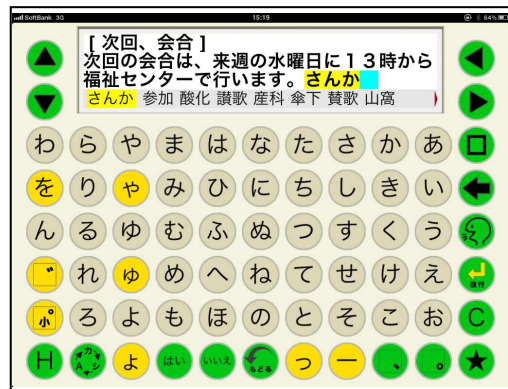 SoftBank 3G 15:19 64%
[ 次回、会合 ]
次回の会合は、来週の水曜日に13時から
福祉センターで行います。さんか
さんか 参加 酸化 讃歌 産科 傘下 賛歌 山窩
わ ら や ま は な た さ か あ
を り ゃ み ひ に ち し き い
ん る ゆ む ふ ぬ つ す く う
゛ れ ゅ め へ ね て せ け え 改行
小゜ ろ よ も ほ の と そ こ お C
H カナ A シ ょ はい いいえ もどる っ ー 、 。 ★